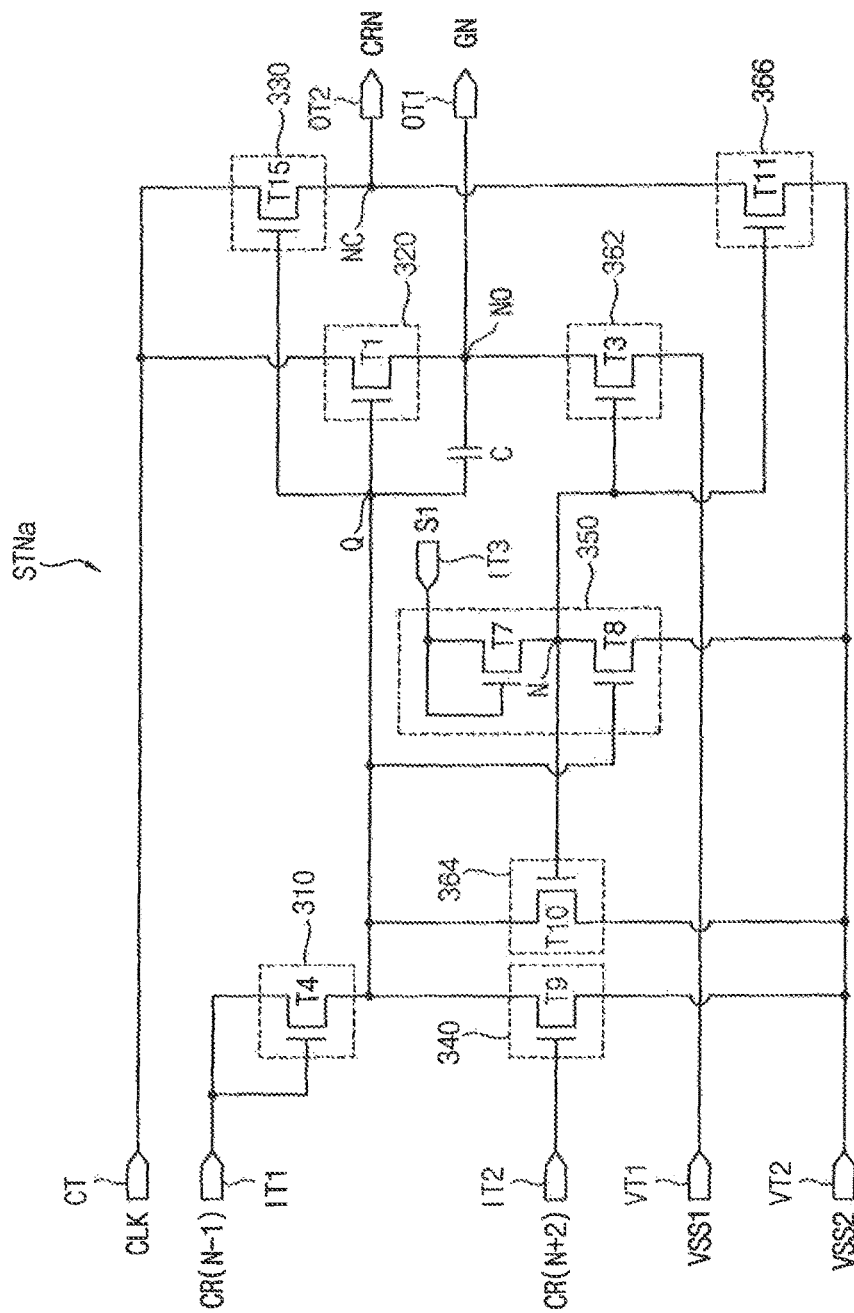 STNa
CT
CLK
CR(N-1)
IT1
310
T4
330
T15
OT2
CRN
NC
320
T1
NO
OT1
GN
Q
C
S1
IT3
350
T7
N
T8
362
T3
366
T11
364
T10
340
T9
IT2
CR(N+2)
VT1
VSS1
VT2
VSS2